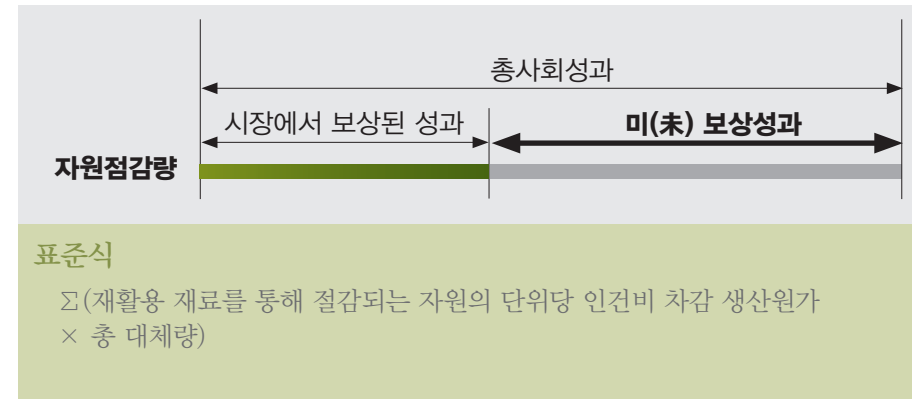 총사회성과
시장에서 보상된 성과
미(未) 보상성과
자원점감량
표준식
Σ(재활용 재료를 통해 절감되는 자원의 단위당 인건비 차감 생산원가
× 총 대체량)